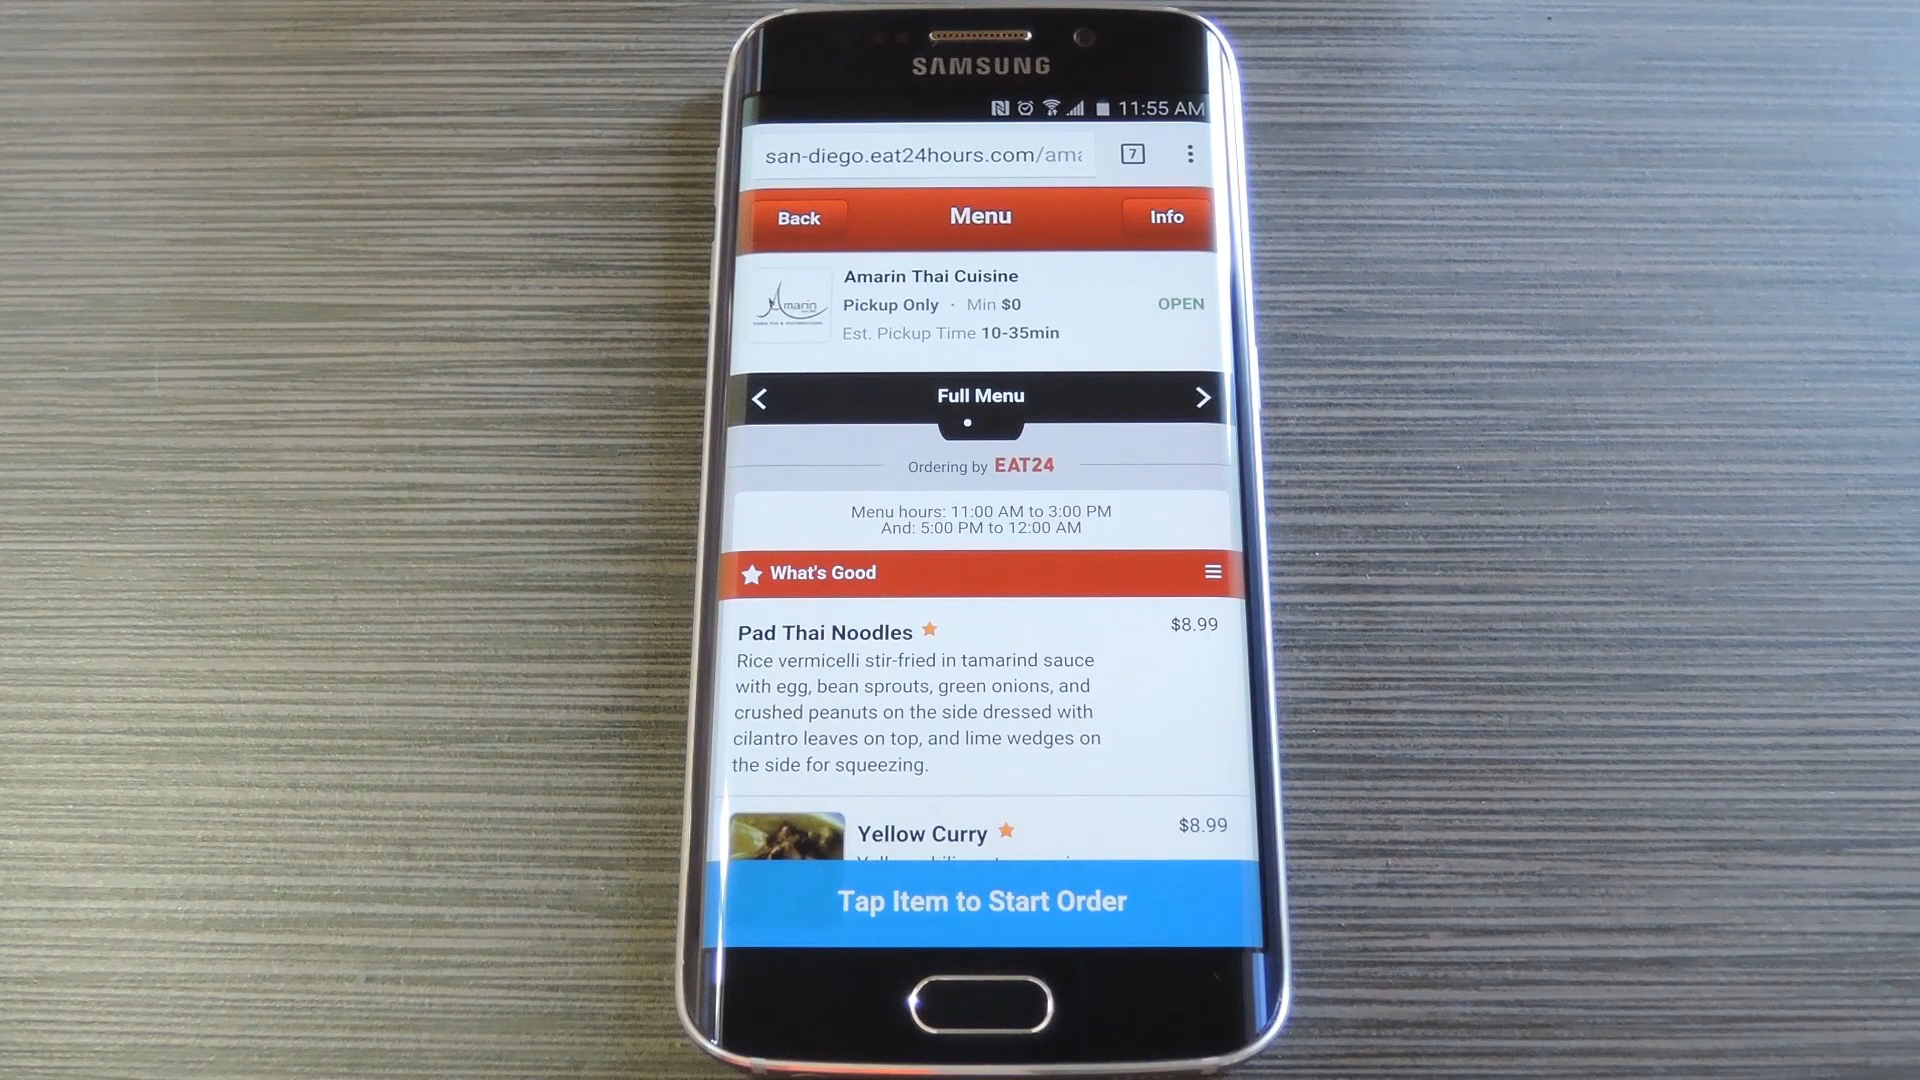 SAMSUNG
11:55 AM
san-diego.eat24hours.com/ama
7
Back
Menu
Info
Amarin Thai Cuisine
Amarin
Pickup Only · Min $0
OPEN
Est. Pickup Time 10-35min
Full Menu
Ordering by EAT24
Menu hours: 11:00 AM to 3:00 PM
And: 5:00 PM to 12:00 AM
What's Good
Pad Thai Noodles
$8.99
Rice vermicelli stir-fried in tamarind sauce
with egg, bean sprouts, green onions, and
crushed peanuts on the side dressed with
cilantro leaves on top, and lime wedges on
the side for squeezing.
Yellow Curry
$8.99
Tap Item to Start Order